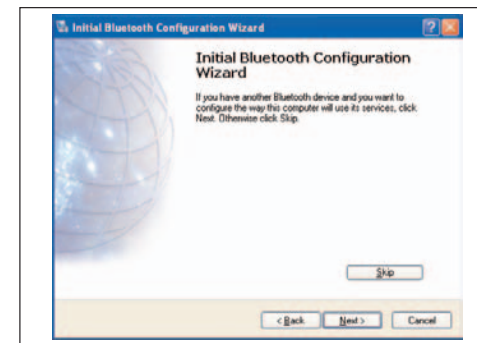 Initial Bluetooth Configuration Wizard
Initial Bluetooth Configuration
Wizard
If you have another Bluetooth device and you want to
configure the way this computer will use its services, click
Next. Otherwise click Skip.
Skip
< Back Next > Cancel